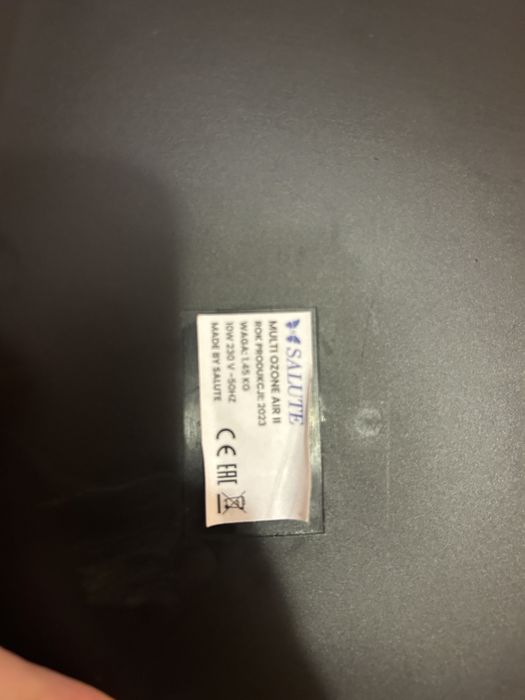 SALUTE
MULTI OZONE AIR II
ROK PRODUKCJI: 2023
WAGA: 1,45 KG
10W 230 V ~50HZ
MADE BY SALUTE
CE EAC